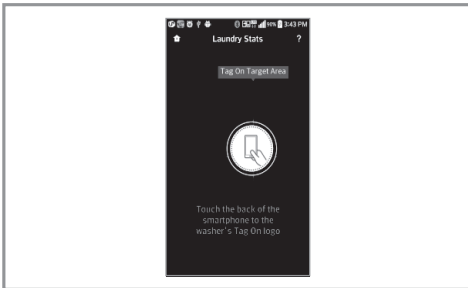 90% 3:43 PM
Laundry Stats ?
Tag On Target Area
Touch the back of the
smartphone to the
washer's Tag On logo